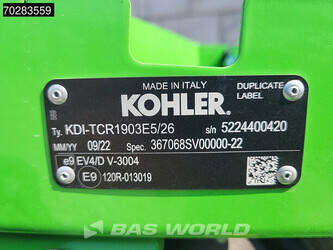 70283559
MADE IN ITALY
DUPLICATE
LABEL
KOHLER®
Ty. KDI-TCR1903E5/26 s/n 5224400420
MM/YY 09/22 Spec. 367068SV00000-22
e9 EV4/D V-3004
E9 120R-013019
BAS WORLD